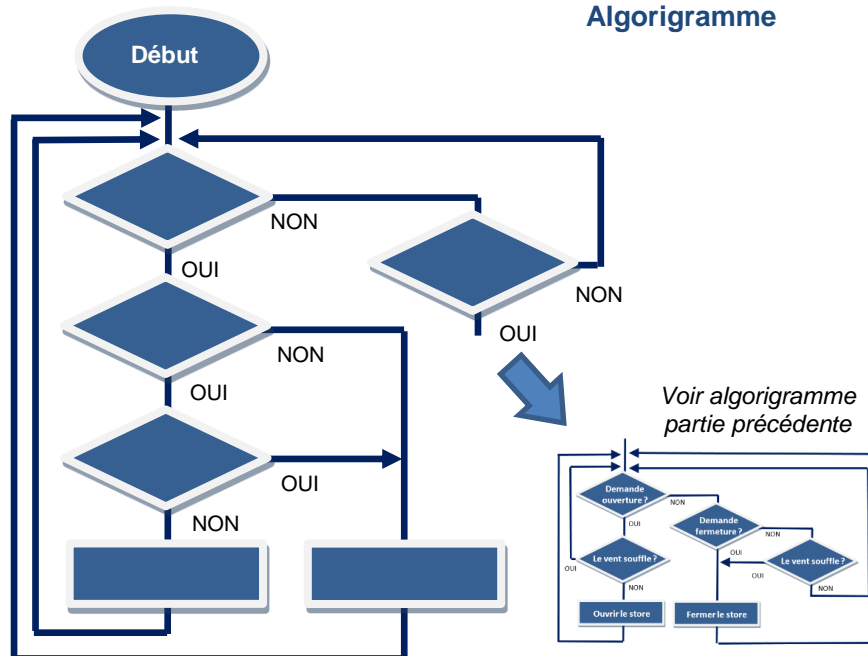 Algorigramme
Début
NON
OUI
NON
OUI
NON
OUI
OUI
NON
Voir algorigramme
partie précédente
Demande
ouverture ?
NON
OUI
Demande
fermeture ?
NON
OUI
Le vent souffle ?
OUI
NON
Le vent souffle ?
OUI
NON
Ouvrir le store
Fermer le store